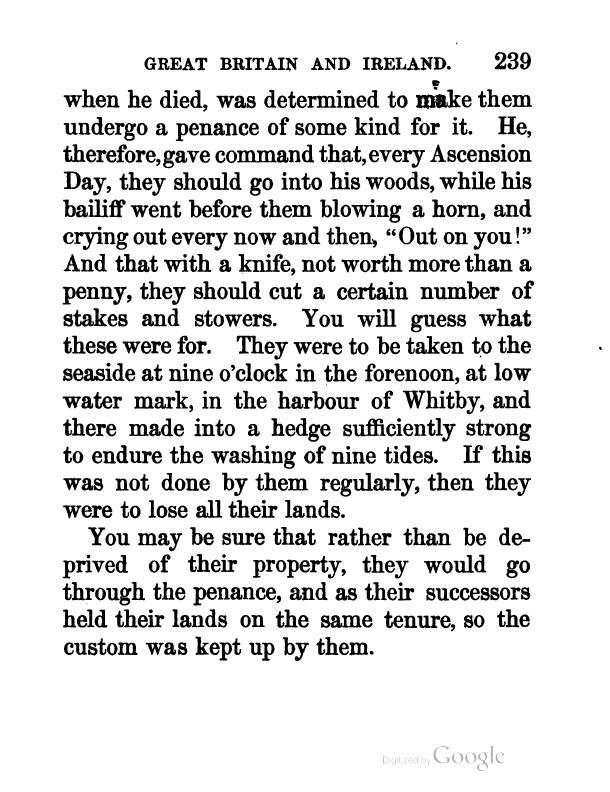 GREAT BRITAIN AND IRELAND. 239
when he died, was determined to make them
undergo a penance of some kind for it. He,
therefore, gave command that, every Ascension
Day, they should go into his woods, while his
bailiff went before them blowing a horn, and
crying out every now and then, “Out on you!”
And that with a knife, not worth more than a
penny, they should cut a certain number of
stakes and stowers. You will guess what
these were for. They were to be taken to the
seaside at nine o’clock in the forenoon, at low
water mark, in the harbour of Whitby, and
there made into a hedge sufficiently strong
to endure the washing of nine tides. If this
was not done by them regularly, then they
were to lose all their lands.
You may be sure that rather than be de-
prived of their property, they would go
through the penance, and as their successors
held their lands on the same tenure, so the
custom was kept up by them.
Digitized by Google